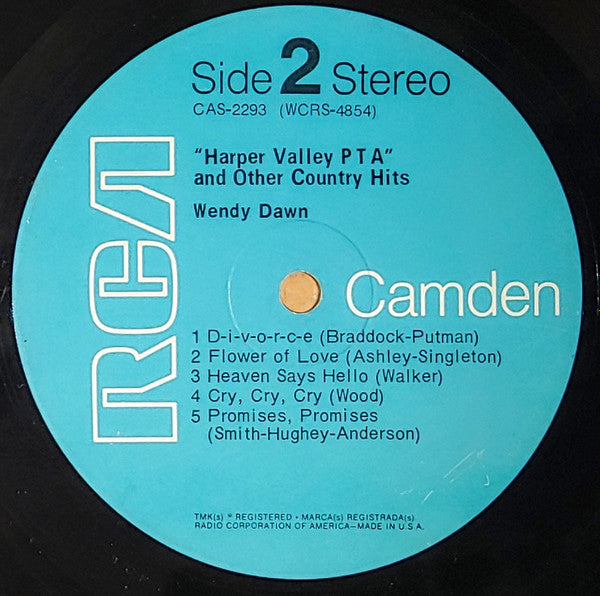 Side 2 Stereo
CAS-2293 (WCRS-4854)
"Harper Valley P T A"
and Other Country Hits
Wendy Dawn
RCA
Camden
1 D-i-v-o-r-c-e (Braddock-Putman)
2 Flower of Love (Ashley-Singleton)
3 Heaven Says Hello (Walker)
4 Cry, Cry, Cry (Wood)
5 Promises, Promises
(Smith-Hughey-Anderson)
TMK(s) ® REGISTERED • MARCA(s) REGISTRADA(s)
RADIO CORPORATION OF AMERICA—MADE IN U.S.A.